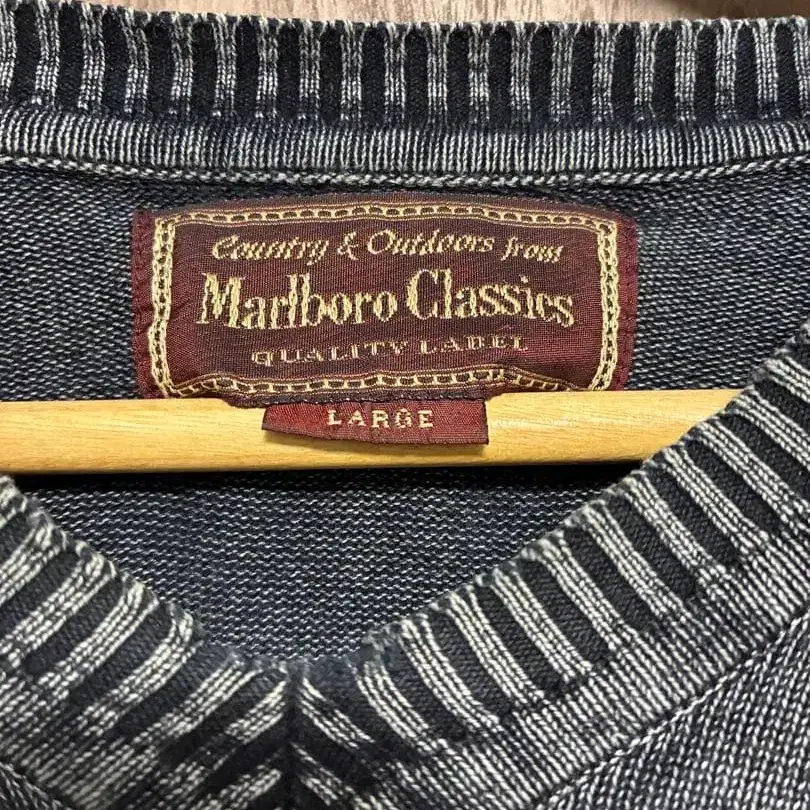 Country & Outdoors from
Marlboro Classics
QUALITY LABEL
LARGE